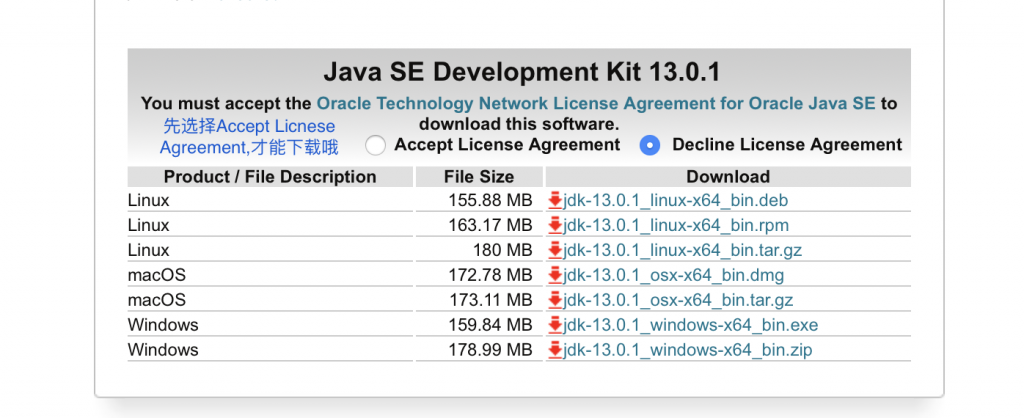 Java SE Development Kit 13.0.1
You must accept the Oracle Technology Network License Agreement for Oracle Java SE to
download this software.
先选择Accept Licnese
Agreement,才能下载哦
Accept License Agreement Decline License Agreement
Product / File Description File Size Download
Linux 155.88 MB jdk-13.0.1_linux-x64_bin.deb
Linux 163.17 MB jdk-13.0.1_linux-x64_bin.rpm
Linux 180 MB jdk-13.0.1_linux-x64_bin.tar.gz
macOS 172.78 MB jdk-13.0.1_osx-x64_bin.dmg
macOS 173.11 MB jdk-13.0.1_osx-x64_bin.tar.gz
Windows 159.84 MB jdk-13.0.1_windows-x64_bin.exe
Windows 178.99 MB jdk-13.0.1_windows-x64_bin.zip